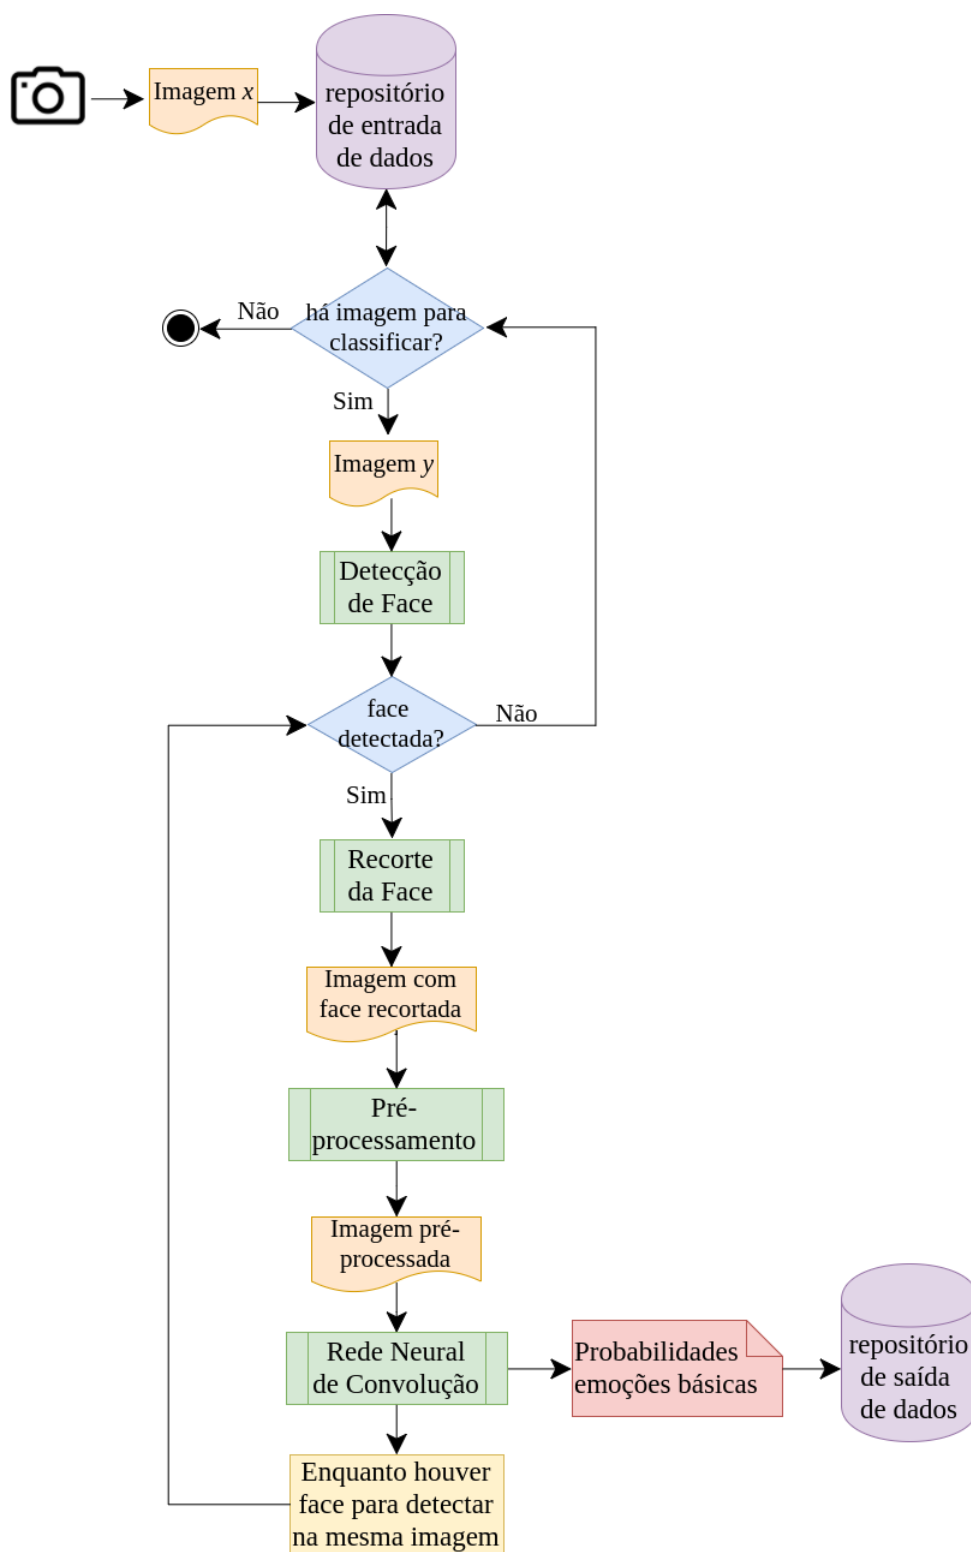 Imagem x
repositório
de entrada
de dados
Não
há imagem para
classificar?
Sim
Imagem y
Detecção
de Face
face
detectada?
Não
Sim
Recorte
da Face
Imagem com
face recortada
Pré-
processamento
Imagem pré-
processada
Rede Neural
de Convolução
Probabilidades
emoções básicas
repositório
de saída
de dados
Enquanto houver
face para detectar
na mesma imagem